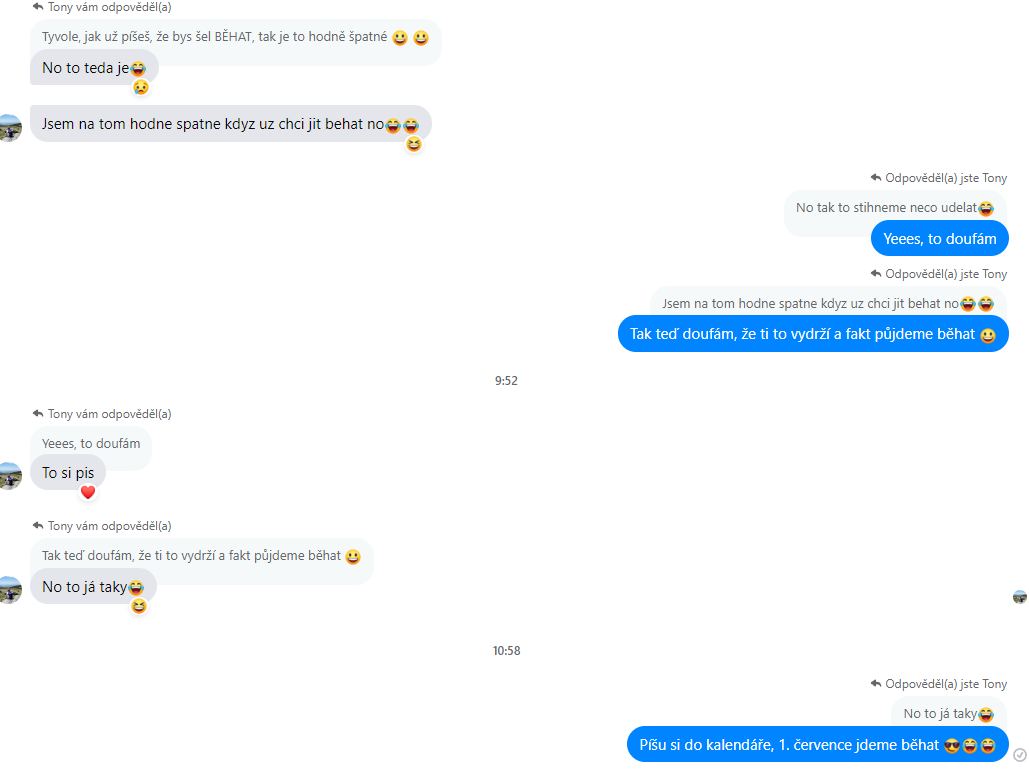 Tony vám odpověděl(a)
Tyvole, jak už píšeš, že bys šel BĚHAT, tak je to hodně špatné 😀 😀
No to teda je😂
Jsem na tom hodne spatne kdyz uz chci jit behat no😂😂
Odpověděl(a) jste Tony
No tak to stihneme neco udelat😂
Yeees, to doufám
Odpověděl(a) jste Tony
Jsem na tom hodne spatne kdyz uz chci jit behat no😂😂
Tak teď doufám, že ti to vydrží a fakt půjdeme běhat 😀
9:52
Tony vám odpověděl(a)
Yeees, to doufám
To si pis
Tony vám odpověděl(a)
Tak teď doufám, že ti to vydrží a fakt půjdeme běhat 😀
No to já taky😂
10:58
Odpověděl(a) jste Tony
No to já taky😂
Píšu si do kalendáře, 1. července jdeme běhat 😎😄😄